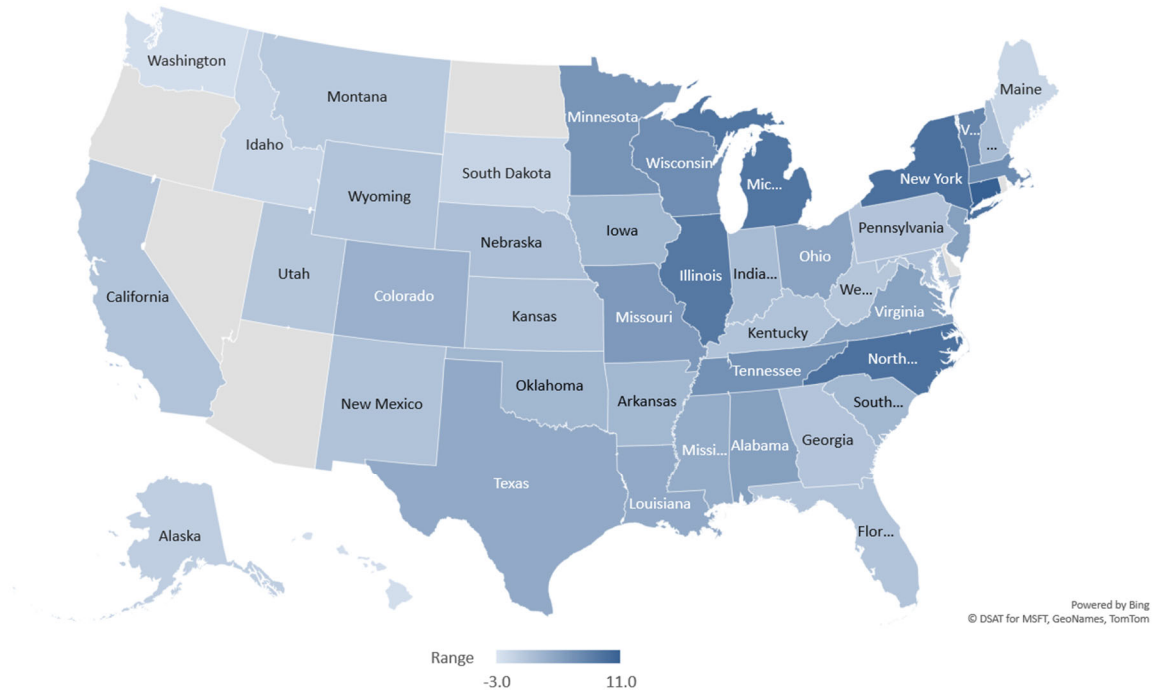 Washington
Montana
Maine
Minnesota
V...
...
Idaho
South Dakota
Wisconsin
Mic...
New York
Wyoming
Iowa
Pennsylvania
Nebraska
Ohio
Utah
Illinois
India...
We...
California
Colorado
Kansas
Missouri
Virginia
Kentucky
North...
Tennessee
Oklahoma
Arkansas
New Mexico
South...
Georgia
Missi...
Alabama
Texas
Louisiana
Alaska
Flor...
Powered by Bing
© DSAT for MSFT, GeoNames, TomTom
Range
-3.0 11.0